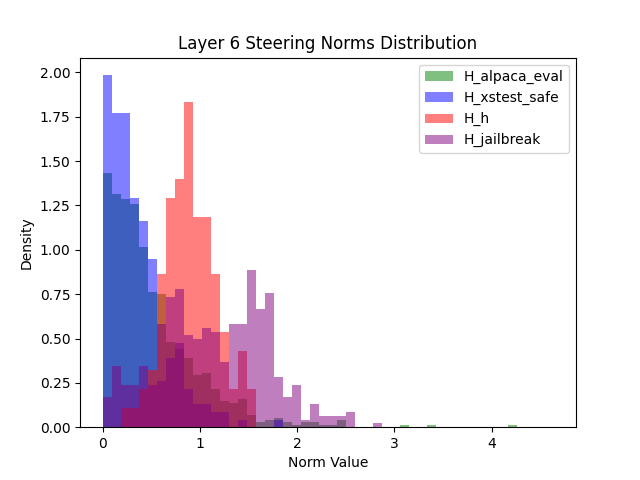 Layer 6 Steering Norms Distribution
H_alpaca_eval
H_xstest_safe
H_h
H_jailbreak
Density
2.00
1.75
1.50
1.25
1.00
0.75
0.50
0.25
0.00
0 1 2 3 4
Norm Value